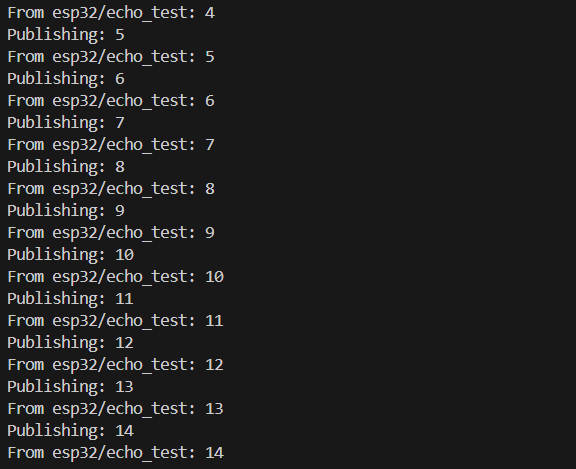 From esp32/echo_test: 4
Publishing: 5
From esp32/echo_test: 5
Publishing: 6
From esp32/echo_test: 6
Publishing: 7
From esp32/echo_test: 7
Publishing: 8
From esp32/echo_test: 8
Publishing: 9
From esp32/echo_test: 9
Publishing: 10
From esp32/echo_test: 10
Publishing: 11
From esp32/echo_test: 11
Publishing: 12
From esp32/echo_test: 12
Publishing: 13
From esp32/echo_test: 13
Publishing: 14
From esp32/echo_test: 14